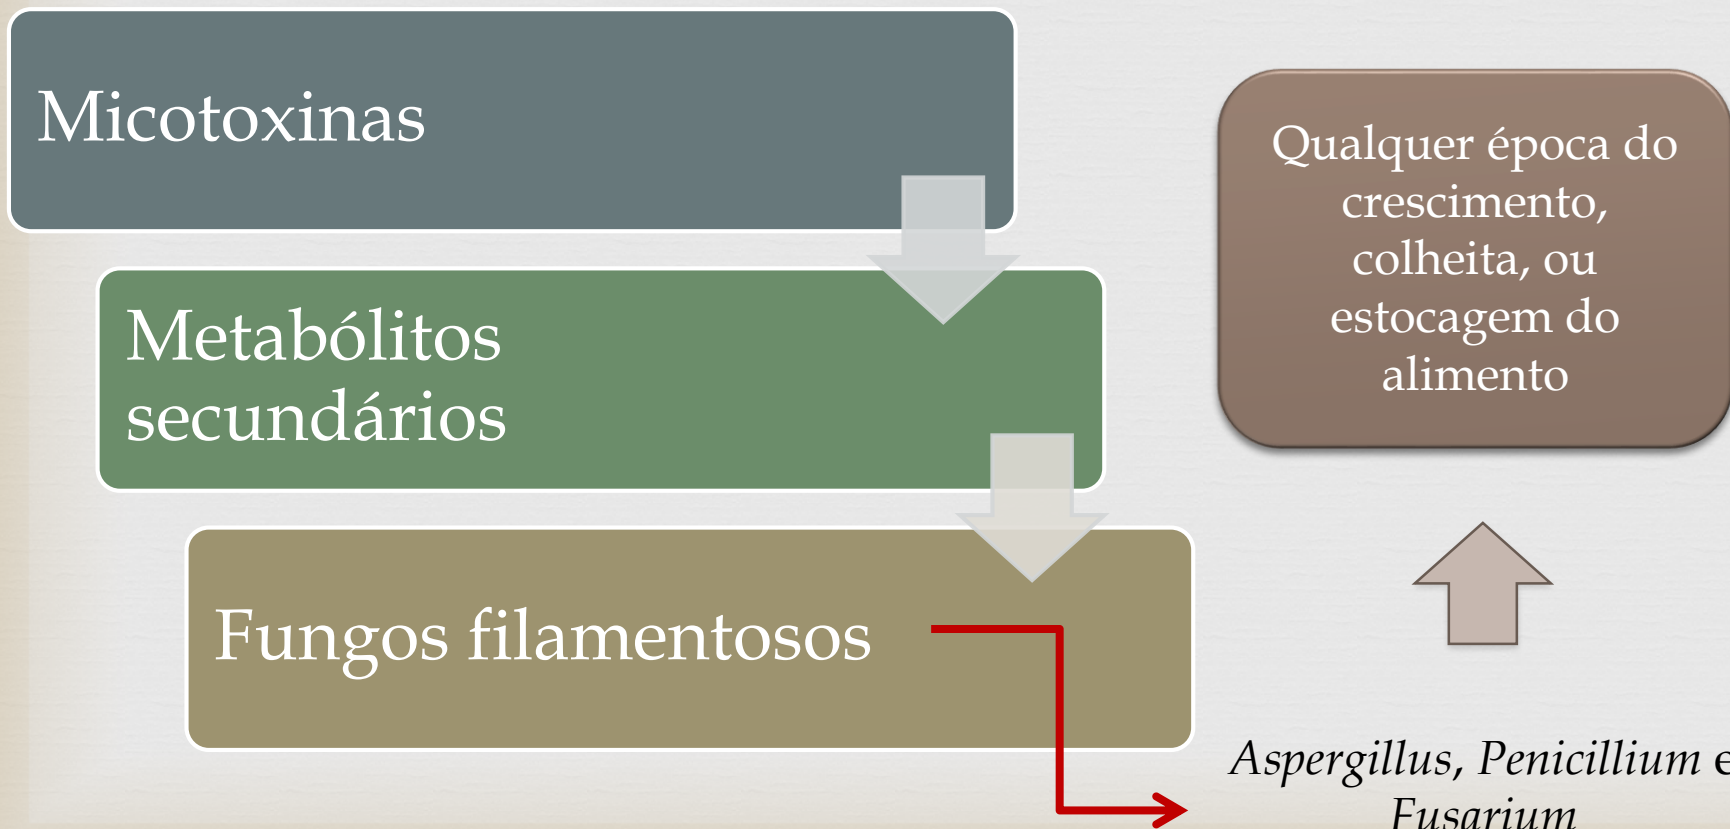 Micotoxinas
Qualquer época do
crescimento,
colheita, ou
estocagem do
alimento
Metabólitos
secundários
Fungos filamentosos
Aspergillus, Penicillium e
Fusarium